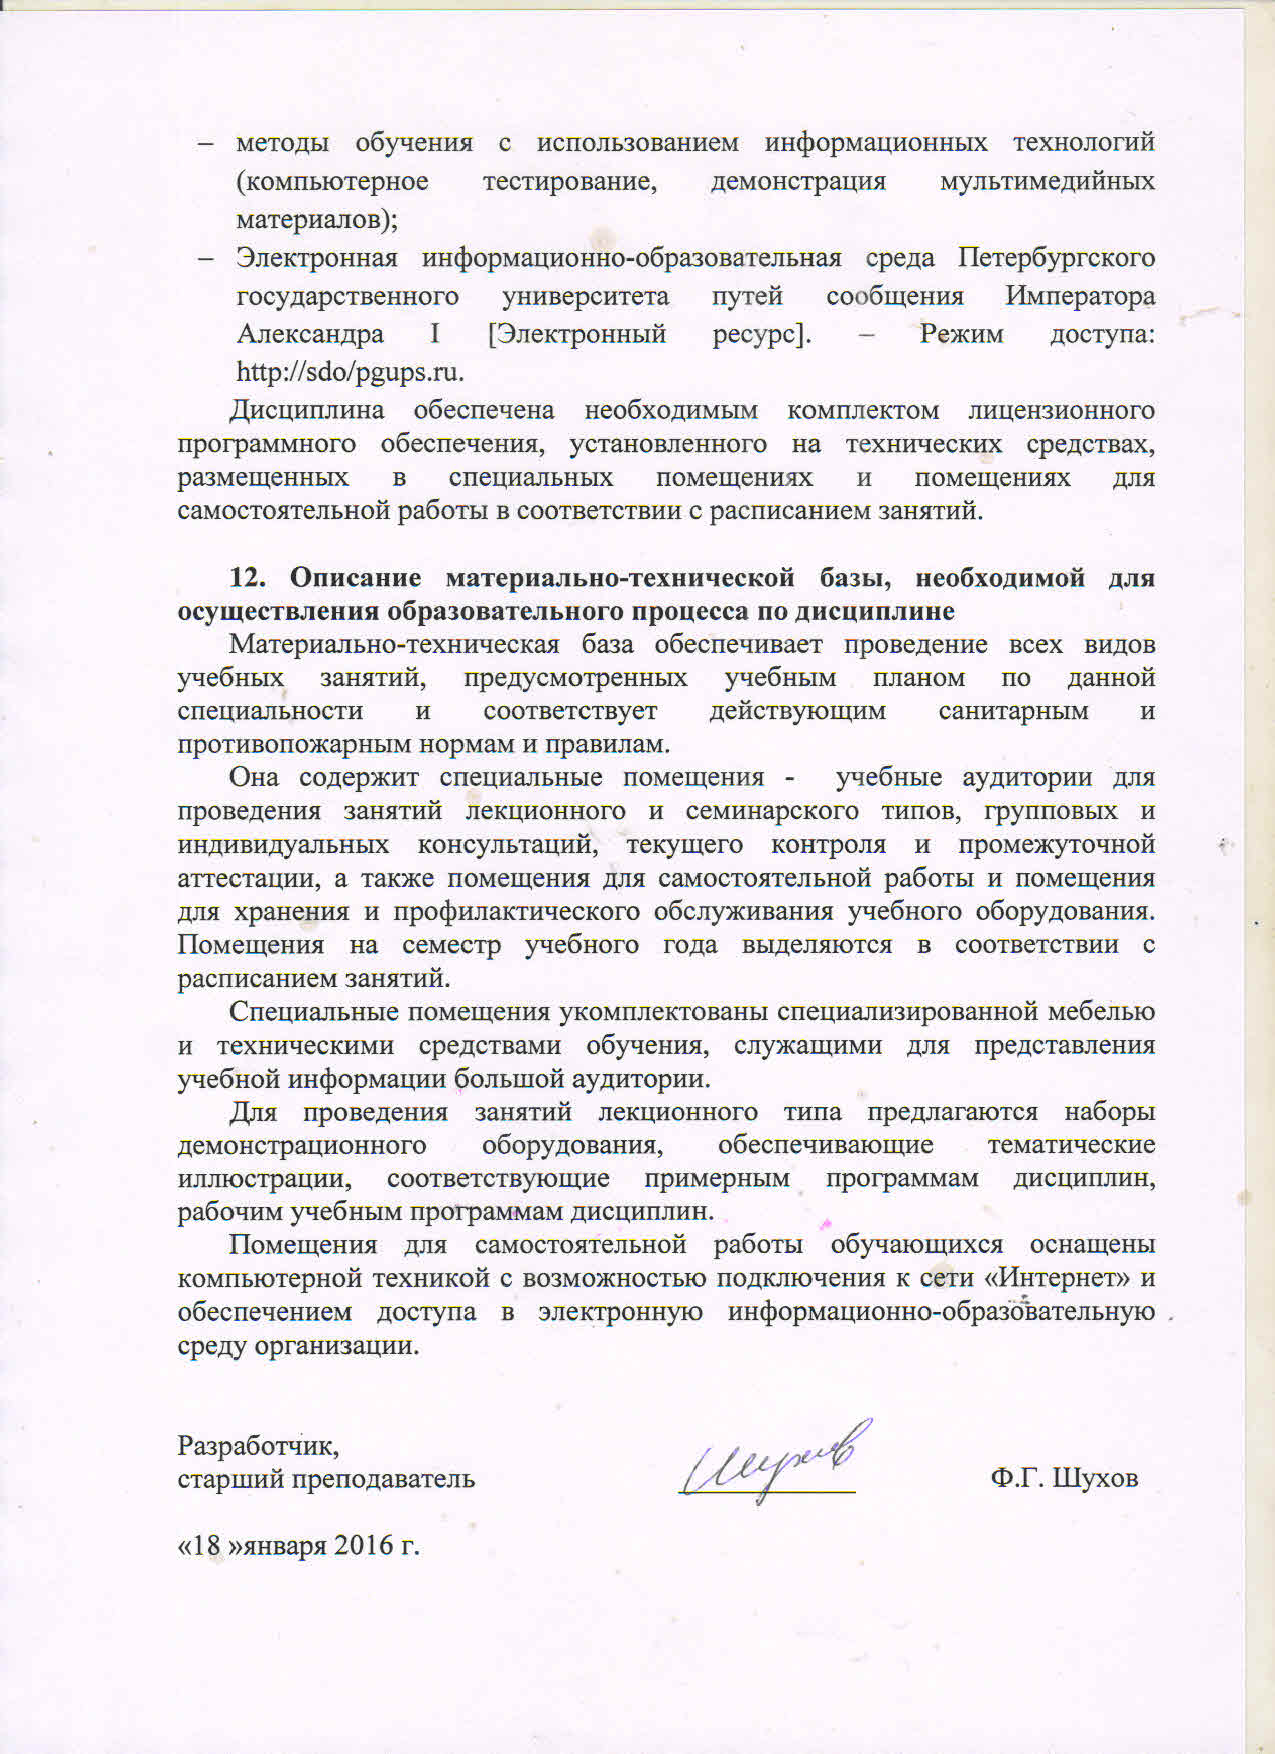 – методы обучения с использованием информационных технологий
(компьютерное тестирование, демонстрация мультимедийных
материалов);
– Электронная информационно-образовательная среда Петербургского
государственного университета путей сообщения Императора
Александра I [Электронный ресурс]. – Режим доступа:
http://sdo/pgups.ru.
Дисциплина обеспечена необходимым комплектом лицензионного
программного обеспечения, установленного на технических средствах,
размещенных в специальных помещениях и помещениях для
самостоятельной работы в соответствии с расписанием занятий.
12. Описание материально-технической базы, необходимой для
осуществления образовательного процесса по дисциплине
Материально-техническая база обеспечивает проведение всех видов
учебных занятий, предусмотренных учебным планом по данной
специальности и соответствует действующим санитарным и
противопожарным нормам и правилам.
Она содержит специальные помещения - учебные аудитории для
проведения занятий лекционного и семинарского типов, групповых и
индивидуальных консультаций, текущего контроля и промежуточной
аттестации, а также помещения для самостоятельной работы и помещения
для хранения и профилактического обслуживания учебного оборудования.
Помещения на семестр учебного года выделяются в соответствии с
расписанием занятий.
Специальные помещения укомплектованы специализированной мебелью
и техническими средствами обучения, служащими для представления
учебной информации большой аудитории.
Для проведения занятий лекционного типа предлагаются наборы
демонстрационного оборудования, обеспечивающие тематические
иллюстрации, соответствующие примерным программам дисциплин,
рабочим учебным программам дисциплин.
Помещения для самостоятельной работы обучающихся оснащены
компьютерной техникой с возможностью подключения к сети «Интернет» и
обеспечением доступа в электронную информационно-образовательную
среду организации.
Разработчик,
старший преподаватель Шухов Ф.Г. Шухов
«18 »января 2016 г.